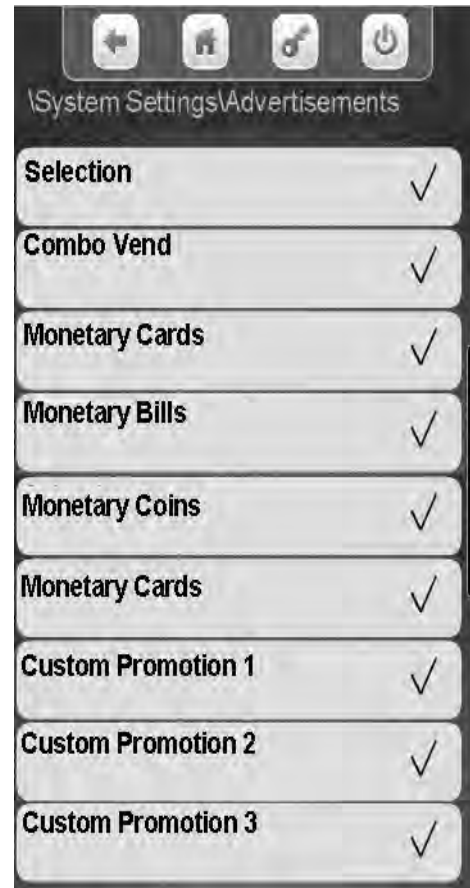 \System Settings\Advertisements
Selection
Combo Vend
Monetary Cards
Monetary Bills
Monetary Coins
Monetary Cards
Custom Promotion 1
Custom Promotion 2
Custom Promotion 3